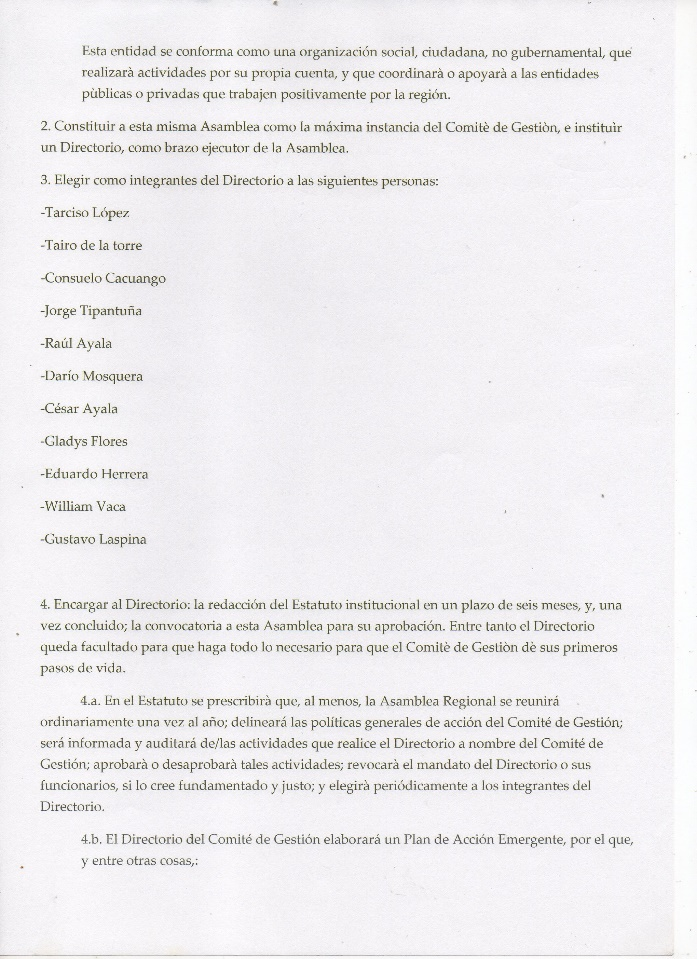 Esta entidad se conforma como una organización social, ciudadana, no gubernamental, que
realizarà actividades por su propia cuenta, y que coordinarà o apoyarà a las entidades
pùblicas o privadas que trabajen positivamente por la región.
2. Constituir a esta misma Asamblea como la máxima instancia del Comitè de Gestiòn, e instituìr
un Directorio, como brazo ejecutor de la Asamblea.
3. Elegir como integrantes del Directorio a las siguientes personas:
-Tarciso López
-Tairo de la torre
-Consuelo Cacuango
-Jorge Tipantuña
-Raúl Ayala
-Darío Mosquera
-César Ayala
-Gladys Flores
-Eduardo Herrera
-William Vaca
-Gustavo Laspina
4. Encargar al Directorio: la redacción del Estatuto institucional en un plazo de seis meses, y, una
vez concluido; la convocatoria a esta Asamblea para su aprobación. Entre tanto el Directorio
queda facultado para que haga todo lo necesario para que el Comitè de Gestiòn dè sus primeros
pasos de vida.
4.a. En el Estatuto se prescribirà que, al menos, la Asamblea Regional se reunirá
ordinariamente una vez al año; delineará las políticas generales de acción del Comité de Gestión;
será informada y auditará de/las actividades que realice el Directorio a nombre del Comité de
Gestión; aprobarà o desaprobarà tales actividades; revocarà el mandato del Directorio o sus
funcionarios, si lo cree fundamentado y justo; y elegirà periódicamente a los integrantes del
Directorio.
4.b. El Directorio del Comité de Gestión elaborará un Plan de Acción Emergente, por el que,
y entre otras cosas,: